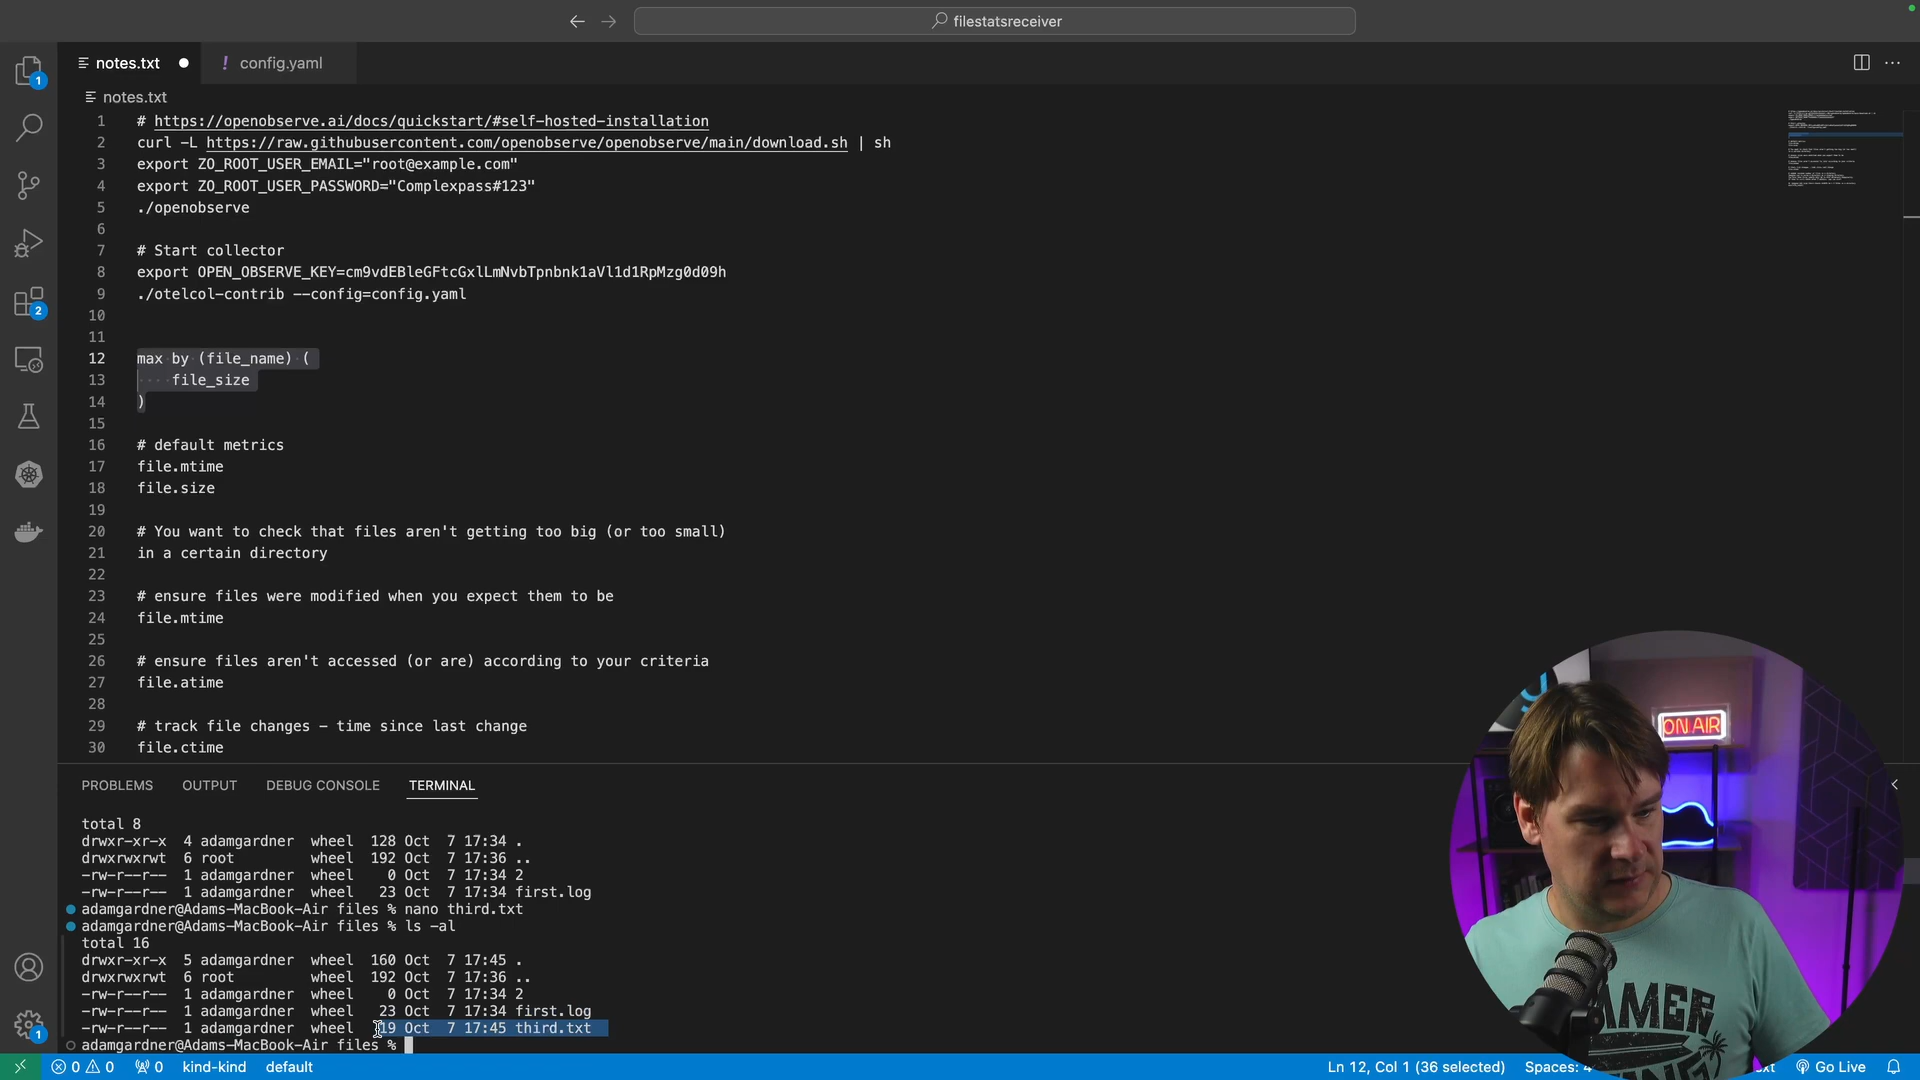 filestatsreceiver
notes.txt
config.yaml
notes.txt
1 # https://openobserve.ai/docs/quickstart/#self-hosted-installation
2 curl -L https://raw.githubusercontent.com/openobserve/openobserve/main/download.sh | sh
3 export ZO_ROOT_USER_EMAIL="root@example.com"
4 export ZO_ROOT_USER_PASSWORD="Complexpass#123"
5 ./openobserve
6
7 # Start collector
8 export OPEN_OBSERVE_KEY=cm9vdEBleGFtcGxlLmNvbTpnbnk1aVl1d1RpMzg0d09h
9 ./otelcol-contrib --config=config.yaml
10
11
12 max by (file_name) (
13 file_size
14 )
15
16 # default metrics
17 file.mtime
18 file.size
19
20 # You want to check that files aren't getting too big (or too small)
21 in a certain directory
22
23 # ensure files were modified when you expect them to be
24 file.mtime
25
26 # ensure files aren't accessed (or are) according to your criteria
27 file.atime
28
29 # track file changes - time since last change
30 file.ctime
PROBLEMS OUTPUT DEBUG CONSOLE TERMINAL
total 8
drwxr-xr-x 4 adamgardner wheel 128 Oct 7 17:34 .
drwxrwxrwt 6 root wheel 192 Oct 7 17:36 ..
-rw-r--r-- 1 adamgardner wheel 0 Oct 7 17:34 2
-rw-r--r-- 1 adamgardner wheel 23 Oct 7 17:34 first.log
adamgardner@Adams-MacBook-Air files % nano third.txt
adamgardner@Adams-MacBook-Air files % ls -al
total 16
drwxr-xr-x 5 adamgardner wheel 160 Oct 7 17:45 .
drwxrwxrwt 6 root wheel 192 Oct 7 17:36 ..
-rw-r--r-- 1 adamgardner wheel 0 Oct 7 17:34 2
-rw-r--r-- 1 adamgardner wheel 23 Oct 7 17:34 first.log
-rw-r--r-- 1 adamgardner wheel 19 Oct 7 17:45 third.txt
adamgardner@Adams-MacBook-Air files %
ON AIR
0 0 0 kind-kind default Ln 12, Col 1 (36 selected) Spaces: Go Live
1
2
1